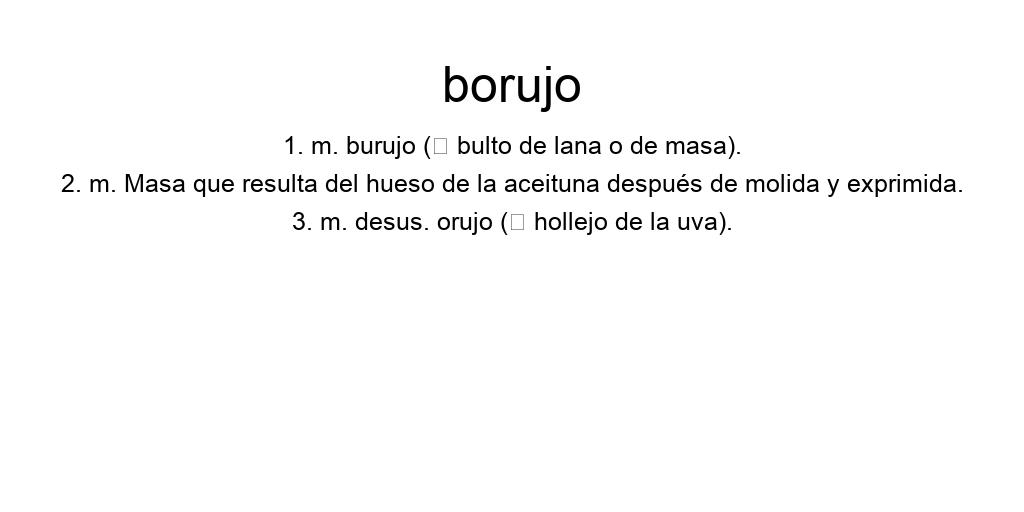 borujo
1. m. burujo (□ bulto de lana o de masa).
2. m. Masa que resulta del hueso de la aceituna después de molida y exprimida.
3. m. desus. orujo (□ hollejo de la uva).